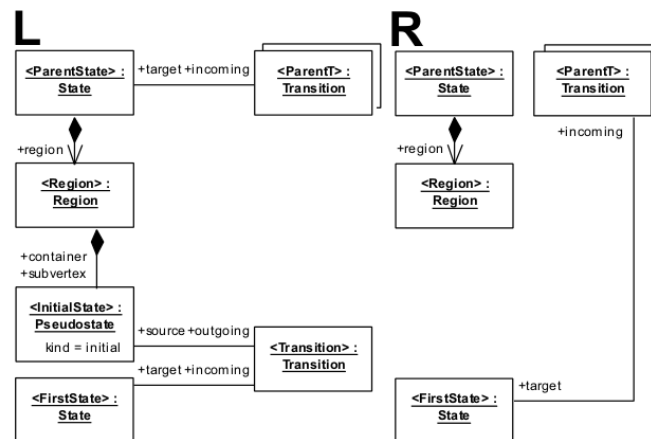 L
<ParentState> :
State
+target +incoming
<ParentT> :
Transition
+region
<Region> :
Region
+container
+subvertex
<InitialState> :
Pseudostate
kind = initial
+source +outgoing
<Transition> :
Transition
+target +incoming
<FirstState> :
State
R
<ParentState> :
State
<ParentT> :
Transition
+incoming
+region
<Region> :
Region
+target
<FirstState> :
State